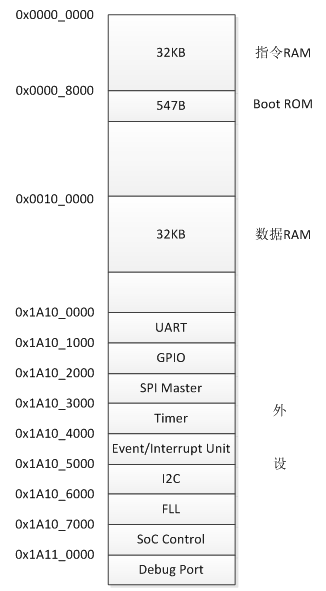 0x0000_0000
32KB 指令RAM
0x0000_8000
547B Boot ROM
0x0010_0000
32KB 数据RAM
0x1A10_0000
UART
0x1A10_1000
GPIO
0x1A10_2000
SPI Master
0x1A10_3000
Timer 外
0x1A10_4000
Event/Interrupt Unit
0x1A10_5000
I2C 设
0x1A10_6000
FLL
0x1A10_7000
SoC Control
0x1A11_0000
Debug Port